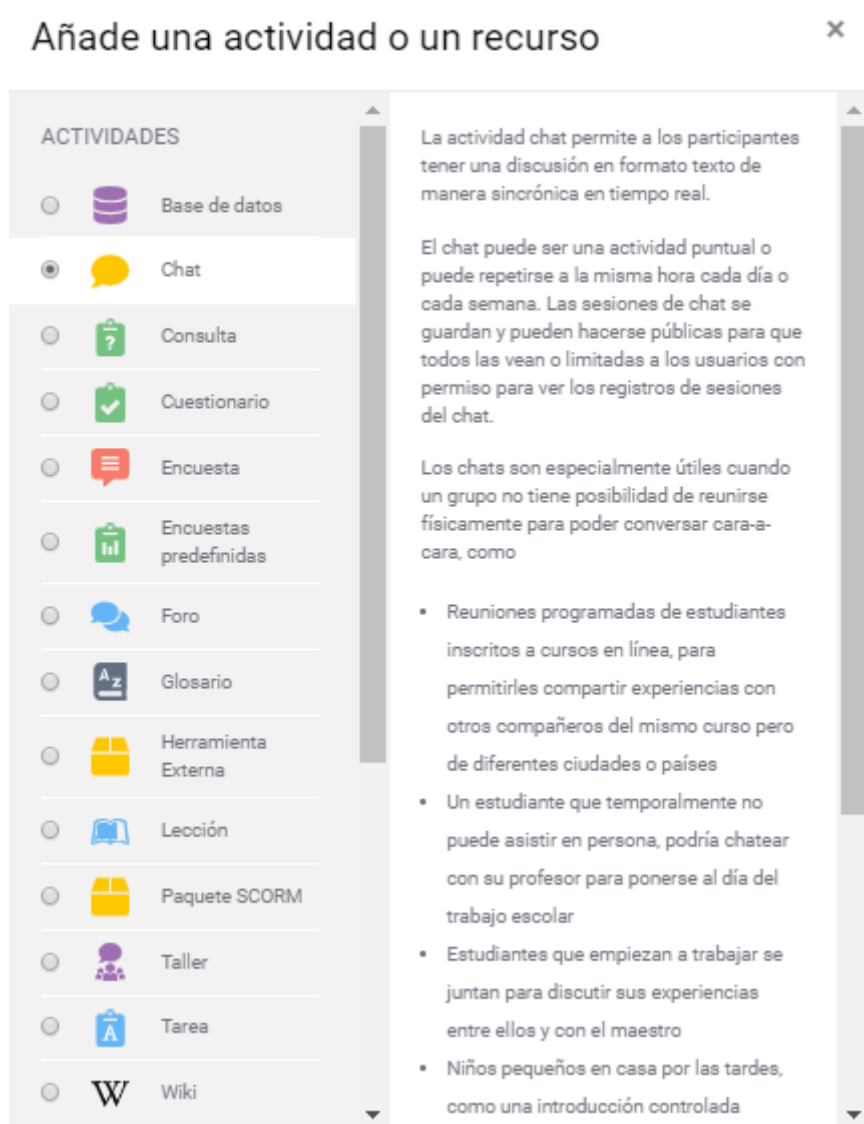 Añade una actividad o un recurso
×
ACTIVIDADES
Base de datos
Chat
Consulta
Cuestionario
Encuesta
Encuestas
predefinidas
Foro
Glosario
Herramienta
Externa
Lección
Paquete SCORM
Taller
Tarea
Wiki
La actividad chat permite a los participantes
tener una discusión en formato texto de
manera sincrónica en tiempo real.
El chat puede ser una actividad puntual o
puede repetirse a la misma hora cada día o
cada semana. Las sesiones de chat se
guardan y pueden hacerse públicas para que
todos las vean o limitadas a los usuarios con
permiso para ver los registros de sesiones
del chat.
Los chats son especialmente útiles cuando
un grupo no tiene posibilidad de reunirse
físicamente para poder conversar cara-a-
cara, como
• Reuniones programadas de estudiantes
inscritos a cursos en línea, para
permitirles compartir experiencias con
otros compañeros del mismo curso pero
de diferentes ciudades o países
• Un estudiante que temporalmente no
puede asistir en persona, podría chatear
con su profesor para ponerse al día del
trabajo escolar
• Estudiantes que empiezan a trabajar se
juntan para discutir sus experiencias
entre ellos y con el maestro
• Niños pequeños en casa por las tardes,
como una introducción controlada